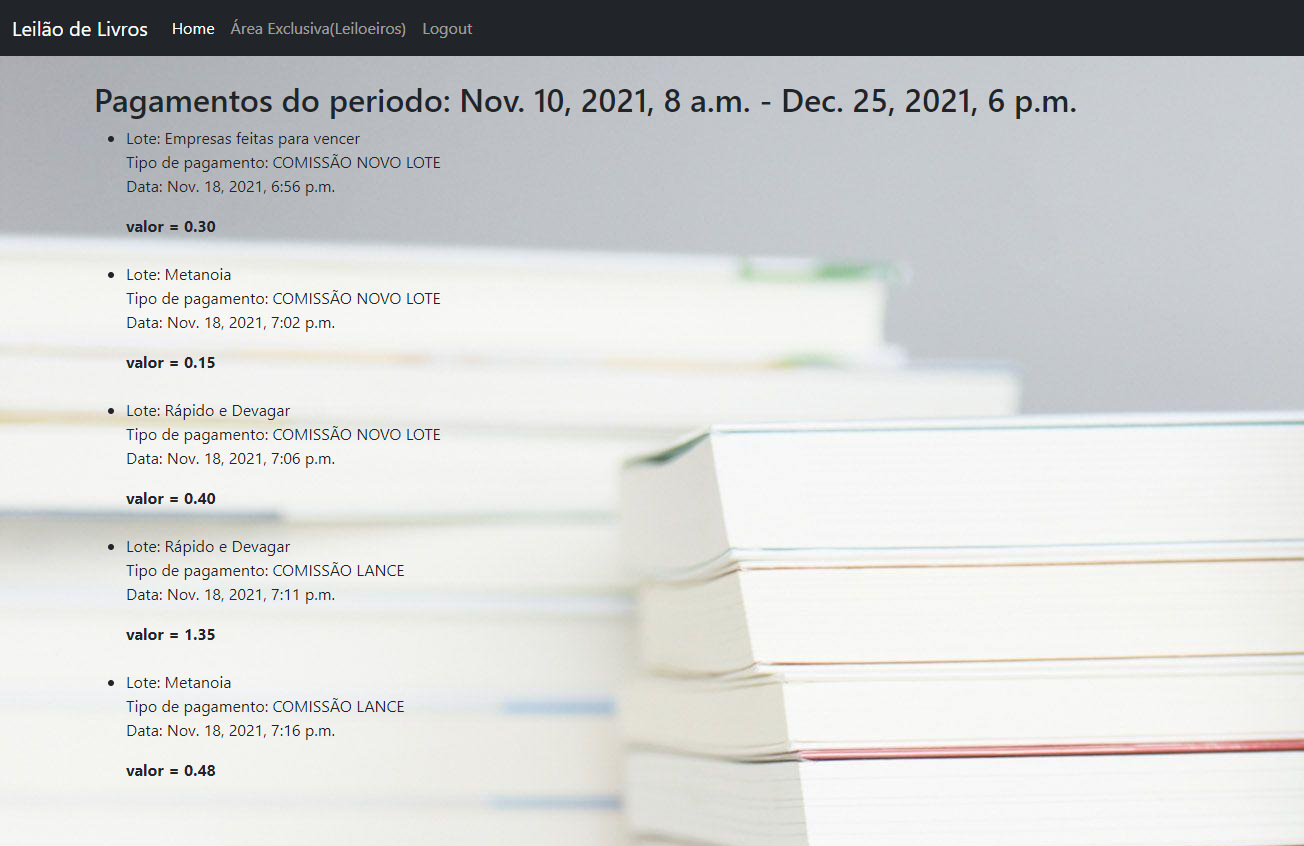 Leilão de Livros Home Área Exclusiva(Leiloeiros) Logout
Pagamentos do periodo: Nov. 10, 2021, 8 a.m. - Dec. 25, 2021, 6 p.m.
Lote: Empresas feitas para vencer
Tipo de pagamento: COMISSÃO NOVO LOTE
Data: Nov. 18, 2021, 6:56 p.m.
valor = 0.30
Lote: Metanoia
Tipo de pagamento: COMISSÃO NOVO LOTE
Data: Nov. 18, 2021, 7:02 p.m.
valor = 0.15
Lote: Rápido e Devagar
Tipo de pagamento: COMISSÃO NOVO LOTE
Data: Nov. 18, 2021, 7:06 p.m.
valor = 0.40
Lote: Rápido e Devagar
Tipo de pagamento: COMISSÃO LANCE
Data: Nov. 18, 2021, 7:11 p.m.
valor = 1.35
Lote: Metanoia
Tipo de pagamento: COMISSÃO LANCE
Data: Nov. 18, 2021, 7:16 p.m.
valor = 0.48